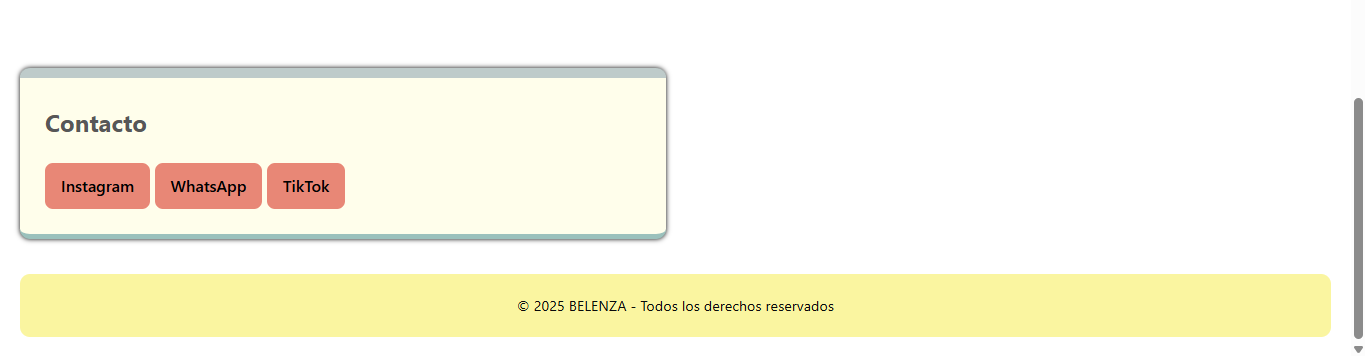 Contacto
Instagram WhatsApp TikTok
© 2025 BELENZA - Todos los derechos reservados